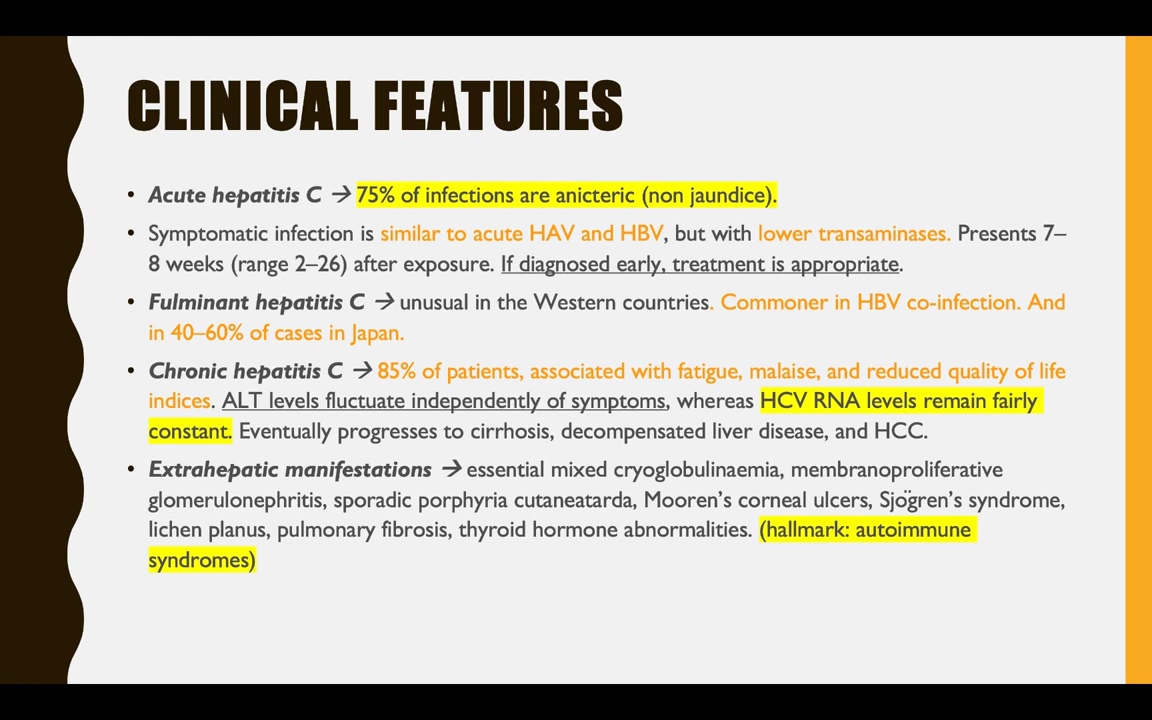 CLINICAL FEATURES
• Acute hepatitis C → 75% of infections are anicteric (non jaundice).
• Symptomatic infection is similar to acute HAV and HBV, but with lower transaminases. Presents 7–
8 weeks (range 2–26) after exposure. If diagnosed early, treatment is appropriate.
• Fulminant hepatitis C → unusual in the Western countries. Commoner in HBV co-infection. And
in 40–60% of cases in Japan.
• Chronic hepatitis C → 85% of patients, associated with fatigue, malaise, and reduced quality of life
indices. ALT levels fluctuate independently of symptoms, whereas HCV RNA levels remain fairly
constant. Eventually progresses to cirrhosis, decompensated liver disease, and HCC.
• Extrahepatic manifestations → essential mixed cryoglobulinaemia, membranoproliferative
glomerulonephritis, sporadic porphyria cutaneatarda, Mooren’s corneal ulcers, Sjögren’s syndrome,
lichen planus, pulmonary fibrosis, thyroid hormone abnormalities. (hallmark: autoimmune
syndromes)